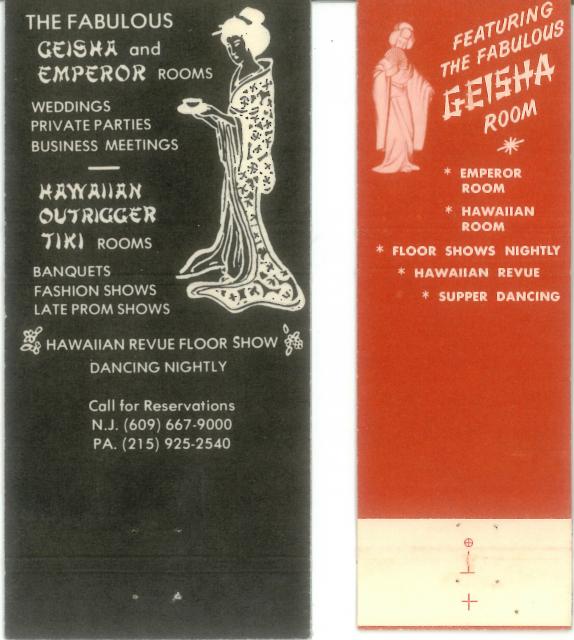 THE FABULOUS
GEISHA and
EMPEROR ROOMS
WEDDINGS
PRIVATE PARTIES
BUSINESS MEETINGS
HAWAIIAN
OUTRIGGER
TIKI ROOMS
BANQUETS
FASHION SHOWS
LATE PROM SHOWS
HAWAIIAN REVUE FLOOR SHOW
DANCING NIGHTLY
Call for Reservations
N.J. (609) 667-9000
PA. (215) 925-2540
FEATURING
THE FABULOUS
GEISHA
ROOM
* EMPEROR
ROOM
* HAWAIIAN
ROOM
* FLOOR SHOWS NIGHTLY
* HAWAIIAN REVUE
* SUPPER DANCING